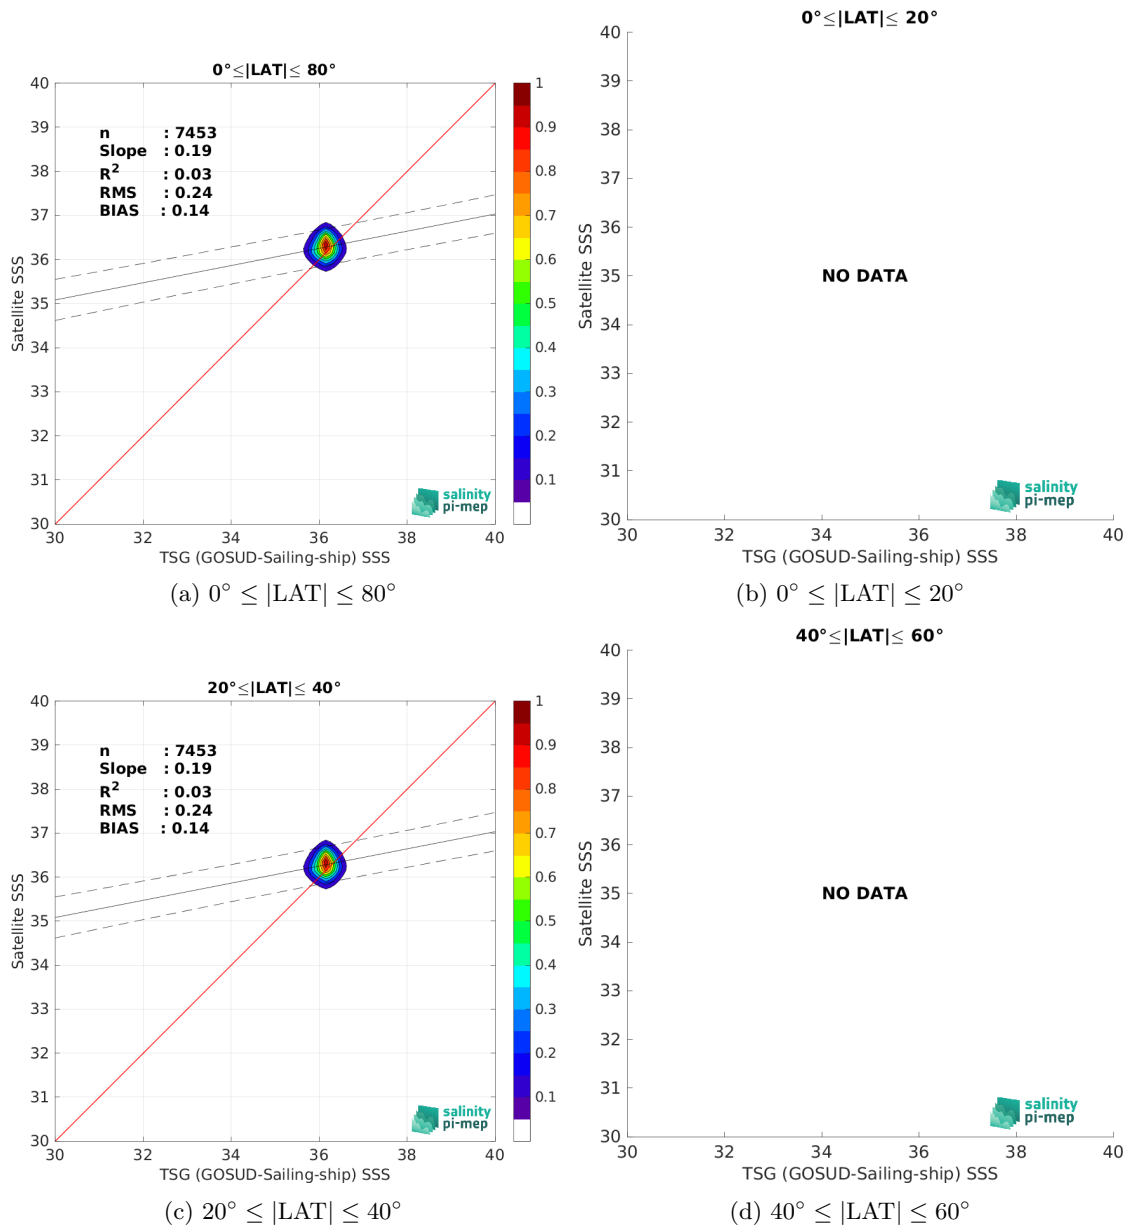 0°≤|LAT|≤ 80°
n : 7453
Slope : 0.19
R² : 0.03
RMS : 0.24
BIAS : 0.14
40
39
38
37
36
35
34
33
32
31
30
30 32 34 36 38 40
Satellite SSS
TSG (GOSUD-Sailing-ship) SSS
1
0.9
0.8
0.7
0.6
0.5
0.4
0.3
0.2
0.1
salinity
pi-mep
(a) 0° ≤ |LAT| ≤ 80°
0°≤|LAT|≤ 20°
40
39
38
37
36
35
34
33
32
31
30
30 32 34 36 38 40
Satellite SSS
NO DATA
TSG (GOSUD-Sailing-ship) SSS
salinity
pi-mep
(b) 0° ≤ |LAT| ≤ 20°
20°≤|LAT|≤ 40°
n : 7453
Slope : 0.19
R² : 0.03
RMS : 0.24
BIAS : 0.14
40
39
38
37
36
35
34
33
32
31
30
30 32 34 36 38 40
Satellite SSS
TSG (GOSUD-Sailing-ship) SSS
1
0.9
0.8
0.7
0.6
0.5
0.4
0.3
0.2
0.1
salinity
pi-mep
(c) 20° ≤ |LAT| ≤ 40°
40°≤|LAT|≤ 60°
40
39
38
37
36
35
34
33
32
31
30
30 32 34 36 38 40
Satellite SSS
NO DATA
TSG (GOSUD-Sailing-ship) SSS
salinity
pi-mep
(d) 40° ≤ |LAT| ≤ 60°